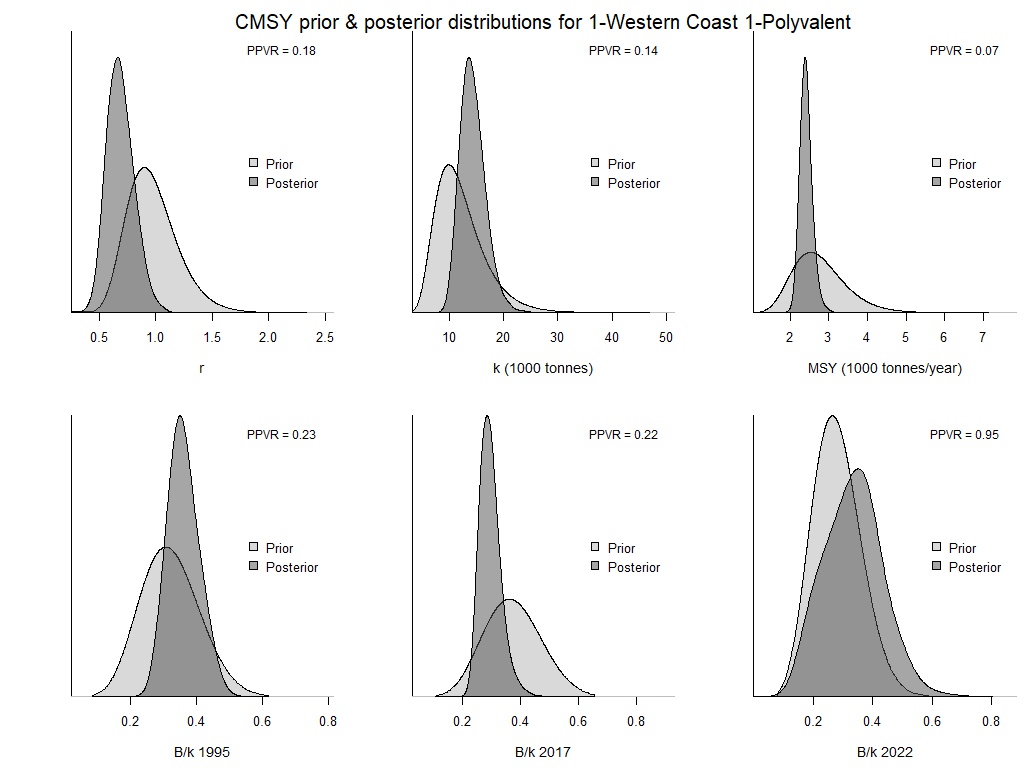 CMSY prior & posterior distributions for 1-Western Coast 1-Polyvalent
PPVR = 0.18
Prior
Posterior
0.5 1.0 1.5 2.0 2.5
r
PPVR = 0.14
Prior
Posterior
10 20 30 40 50
k (1000 tonnes)
PPVR = 0.07
Prior
Posterior
2 3 4 5 6 7
MSY (1000 tonnes/year)
PPVR = 0.23
Prior
Posterior
0.2 0.4 0.6 0.8
B/k 1995
PPVR = 0.22
Prior
Posterior
0.2 0.4 0.6 0.8
B/k 2017
PPVR = 0.95
Prior
Posterior
0.2 0.4 0.6 0.8
B/k 2022